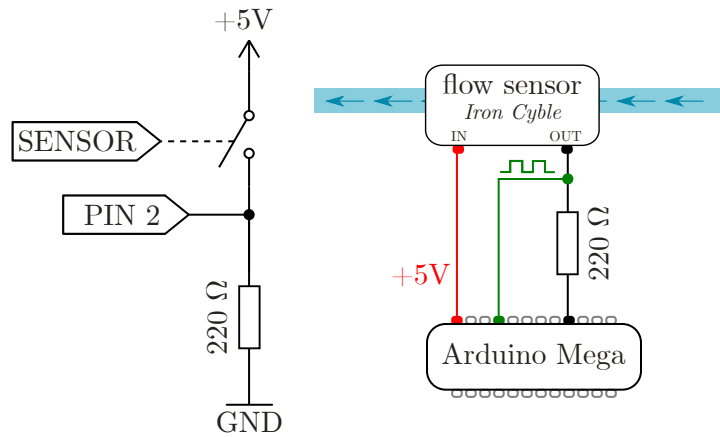 +5V
SENSOR
PIN 2
220 Ω
GND
flow sensor
Iron Cyble
IN
OUT
+5V
220 Ω
Arduino Mega